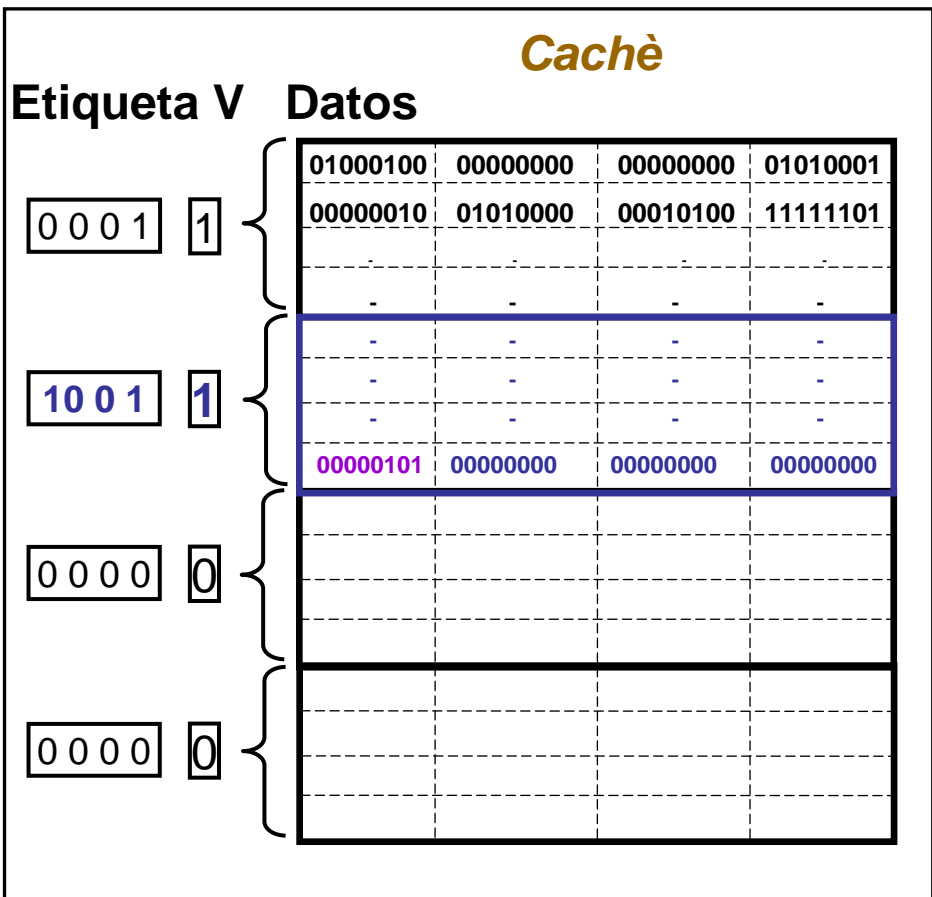 Cachè
Etiqueta V Datos
01000100 00000000 00000000 01010001
0 0 0 1 1 00000010 01010000 00010100 11111101
- - - -
- - - -
- - - -
10 0 1 1 - - - -
- - - -
00000101 00000000 00000000 00000000
0 0 0 0 0
0 0 0 0 0